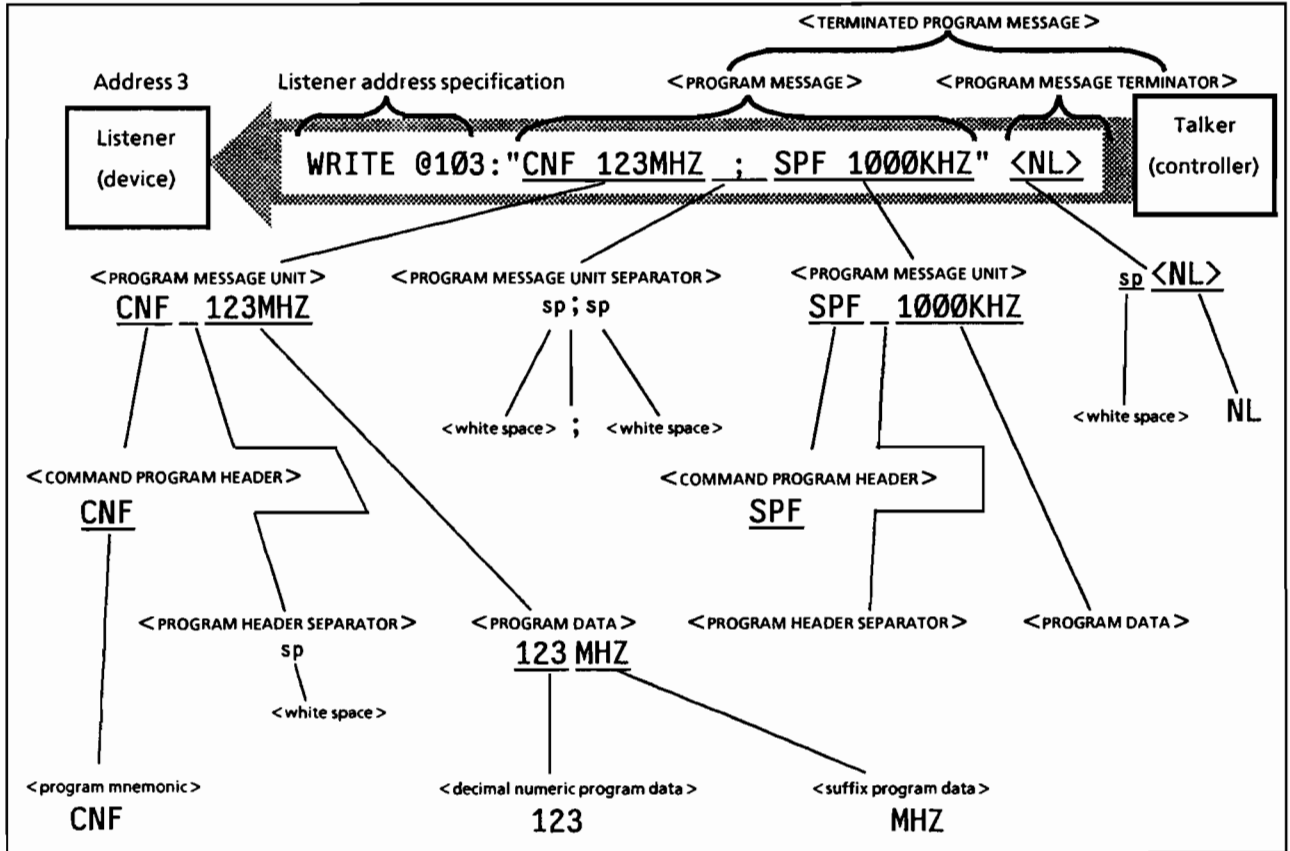 <TERMINATED PROGRAM MESSAGE>
Address 3 Listener address specification <PROGRAM MESSAGE> <PROGRAM MESSAGE TERMINATOR>
Listener
(device)
WRITE @1Ø3:"CNF 123MHZ ; SPF 1ØØØKHZ" <NL>
Talker
(controller)
<PROGRAM MESSAGE UNIT> <PROGRAM MESSAGE UNIT SEPARATOR> <PROGRAM MESSAGE UNIT>
CNF _ 123MHZ sp ; sp SPF _ 1ØØØKHZ sp <NL>
<white space> ; <white space> <white space> NL
<COMMAND PROGRAM HEADER> <COMMAND PROGRAM HEADER>
CNF SPF
<PROGRAM HEADER SEPARATOR> <PROGRAM DATA> <PROGRAM HEADER SEPARATOR> <PROGRAM DATA>
sp 123 MHZ
<white space>
<program mnemonic> <decimal numeric program data> <suffix program data>
CNF 123 MHZ